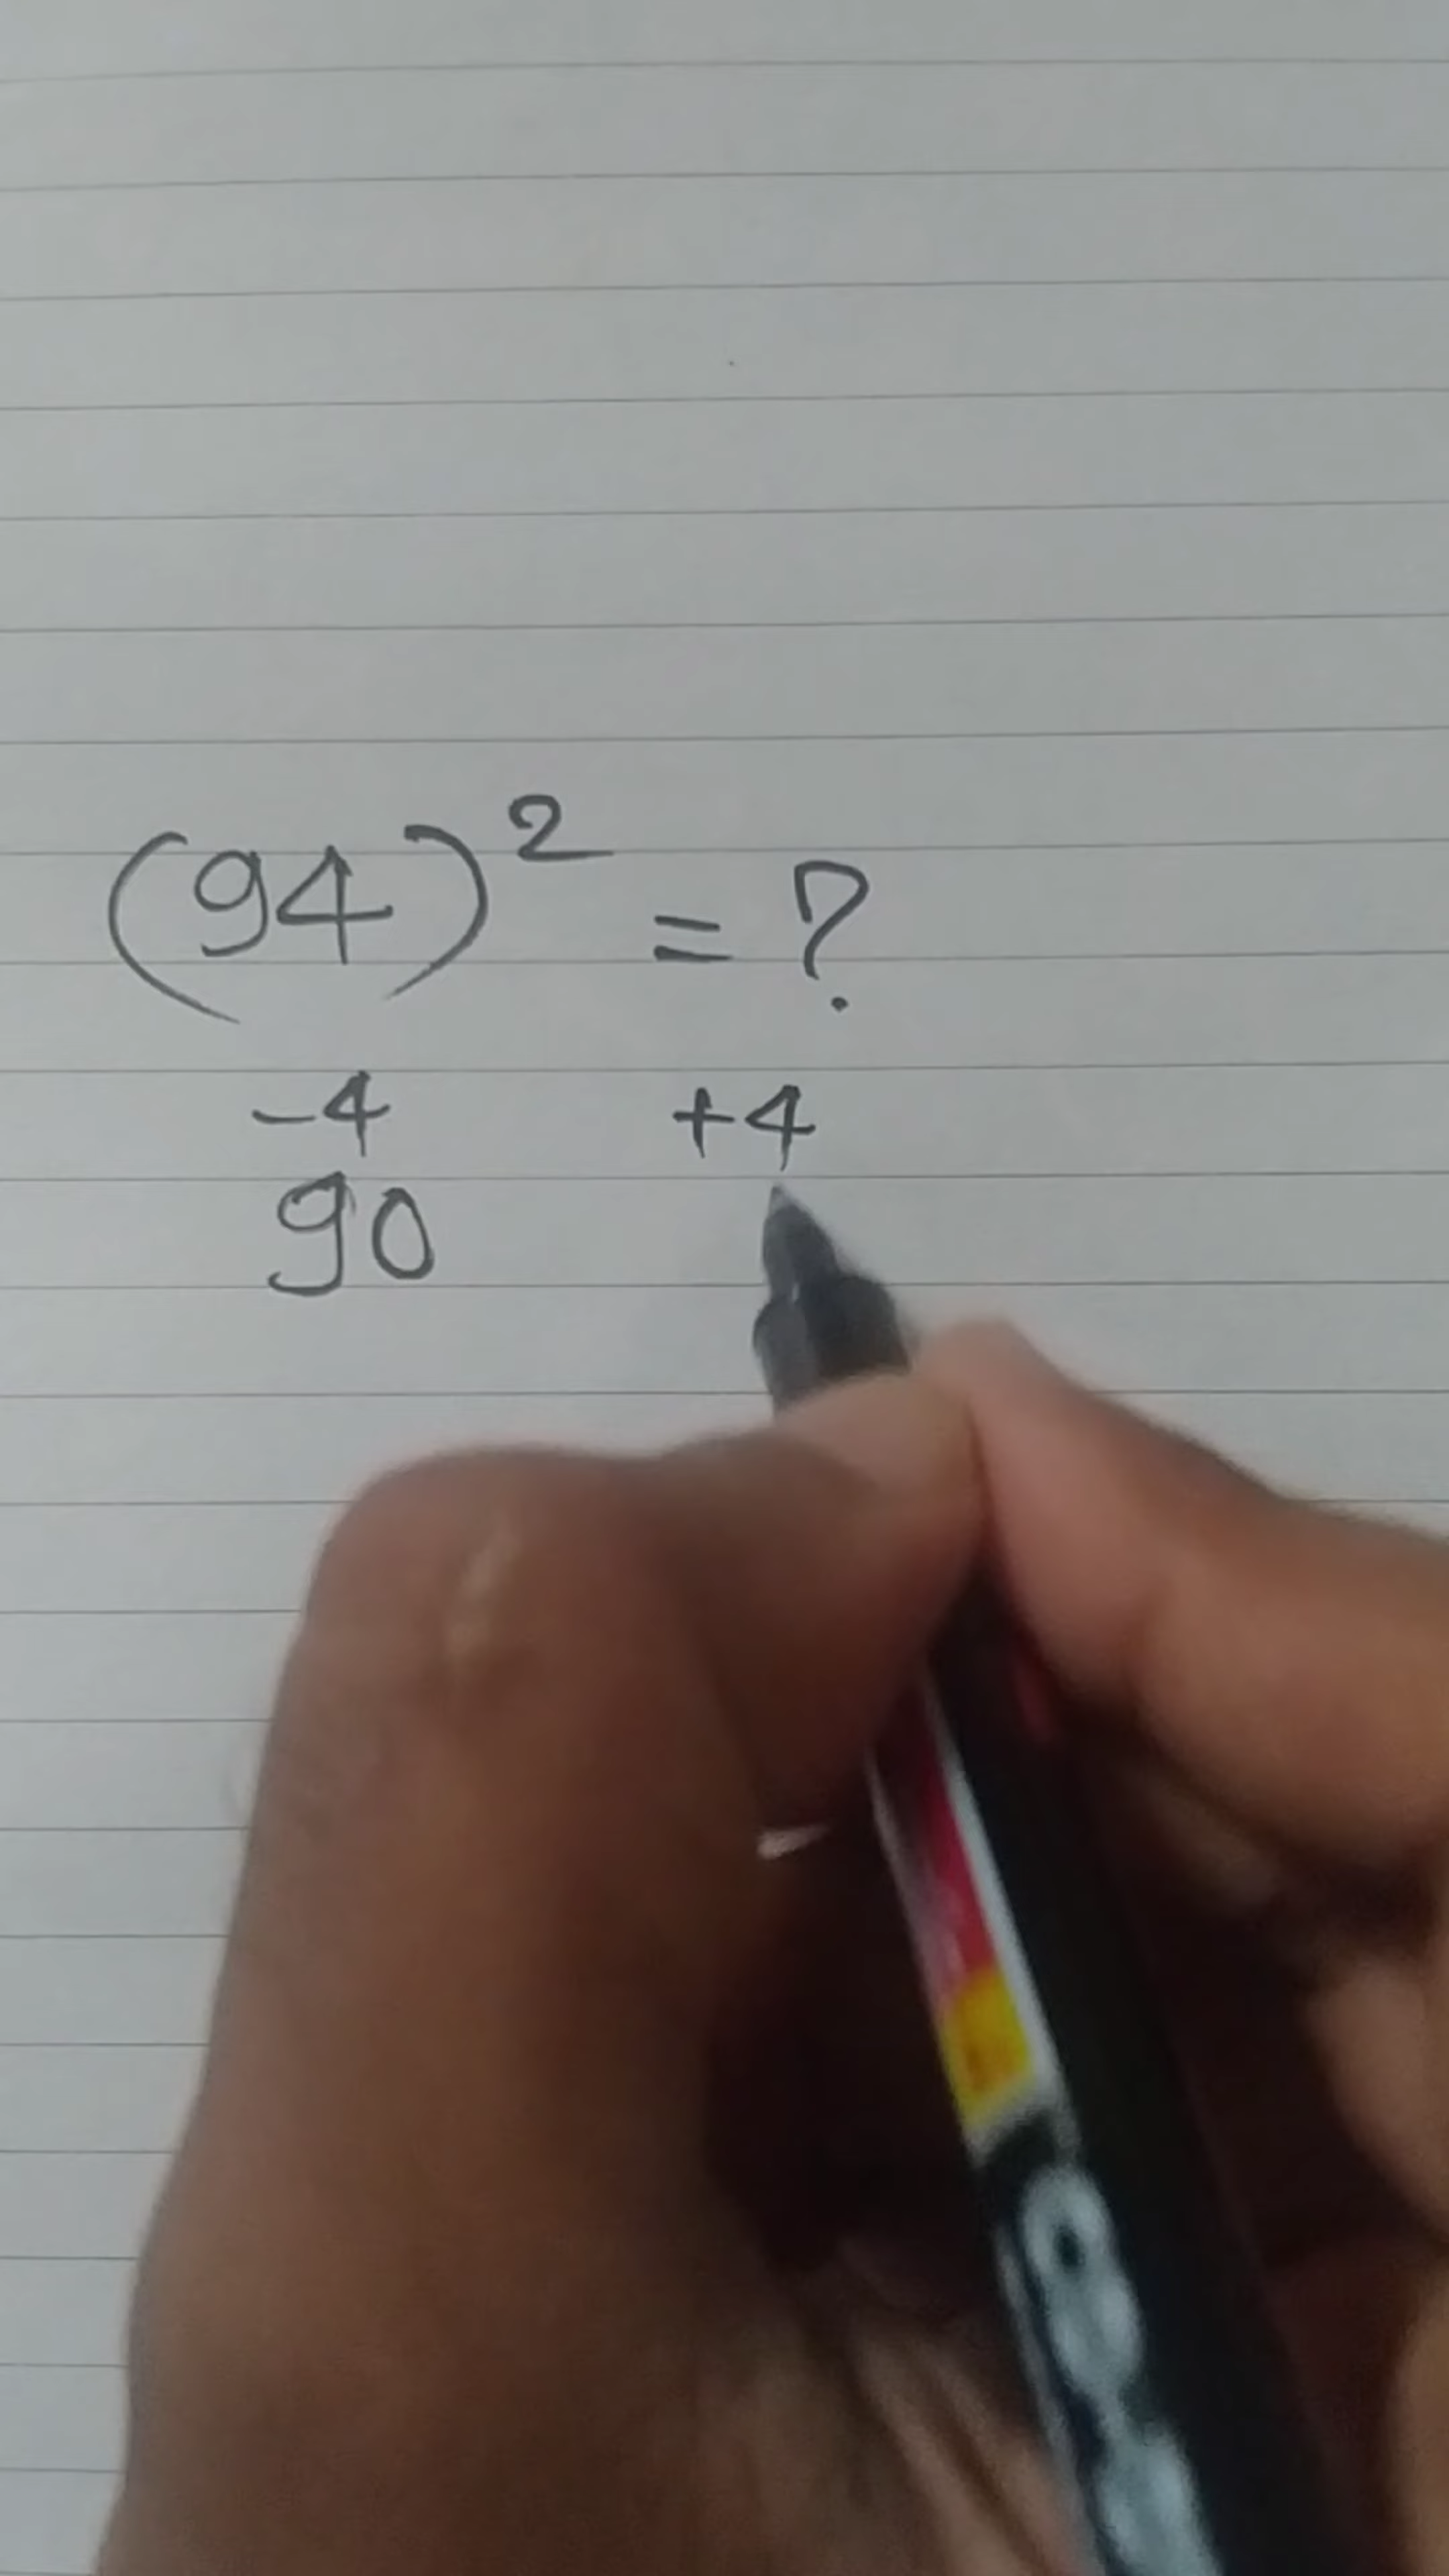 (94)² = ?
-4 +4
90